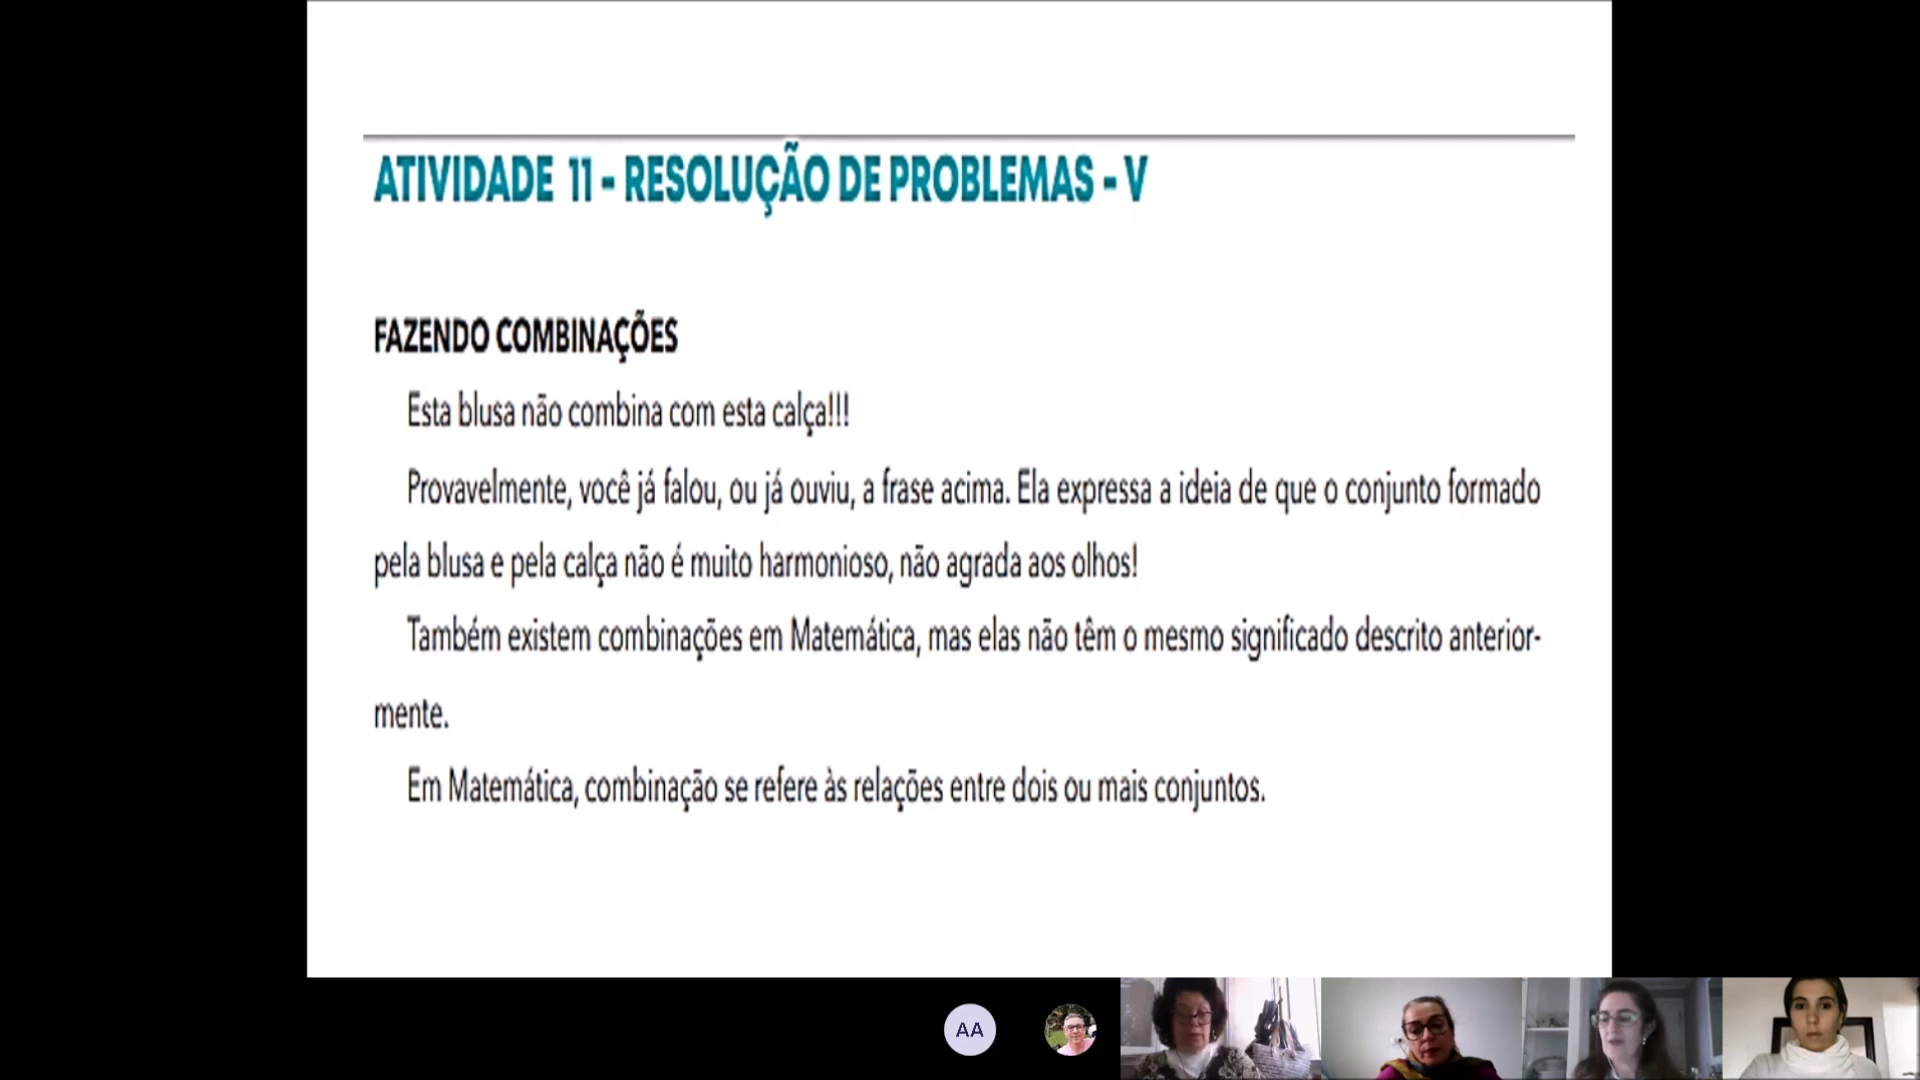 ATIVIDADE 11 - RESOLUÇÃO DE PROBLEMAS - V
FAZENDO COMBINAÇÕES
Esta blusa não combina com esta calça!!!
Provavelmente, você já falou, ou já ouviu, a frase acima. Ela expressa a ideia de que o conjunto formado
pela blusa e pela calça não é muito harmonioso, não agrada aos olhos!
Também existem combinações em Matemática, mas elas não têm o mesmo significado descrito anterior-
mente.
Em Matemática, combinação se refere às relações entre dois ou mais conjuntos.
AA